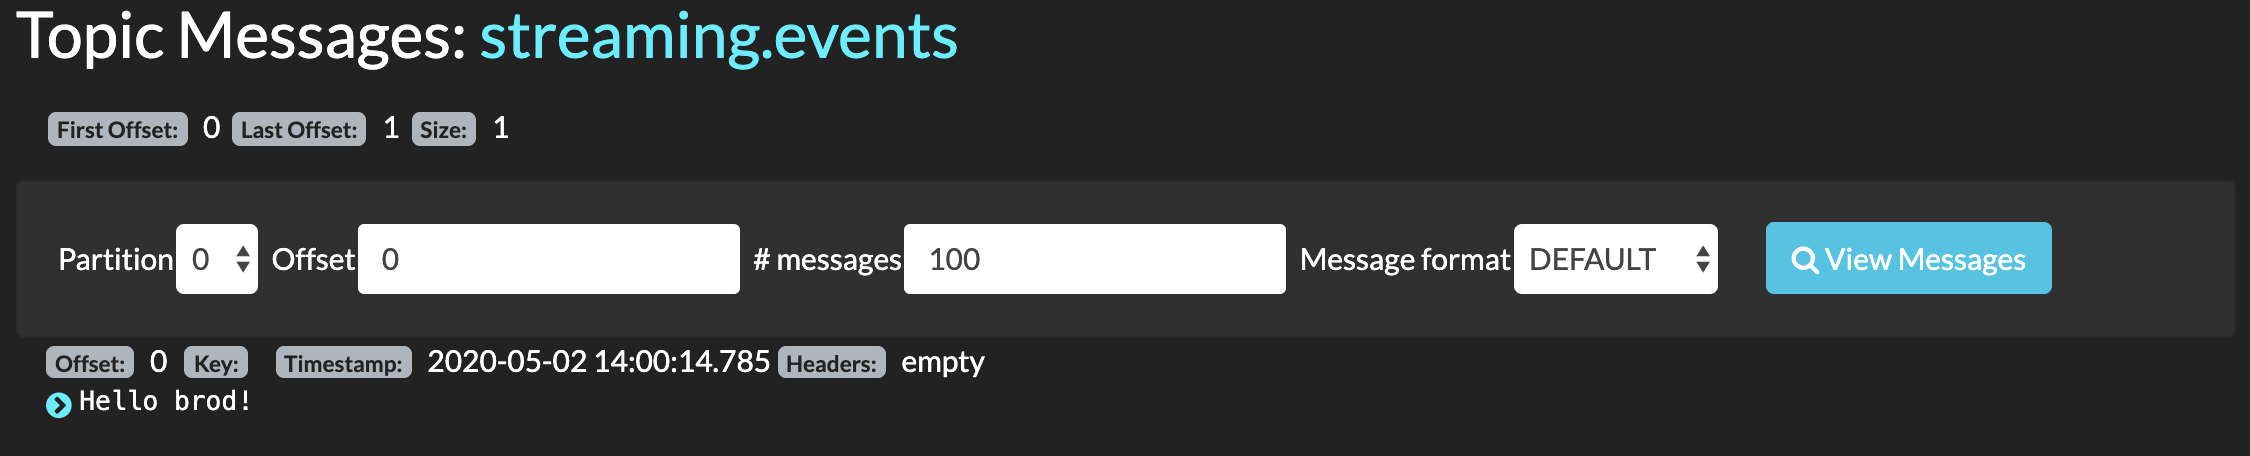 Topic Messages: streaming.events
First Offset: 0 Last Offset: 1 Size: 1
Partition 0 Offset 0 # messages 100 Message format DEFAULT View Messages
Offset: 0 Key: Timestamp: 2020-05-02 14:00:14.785 Headers: empty
Hello brod!